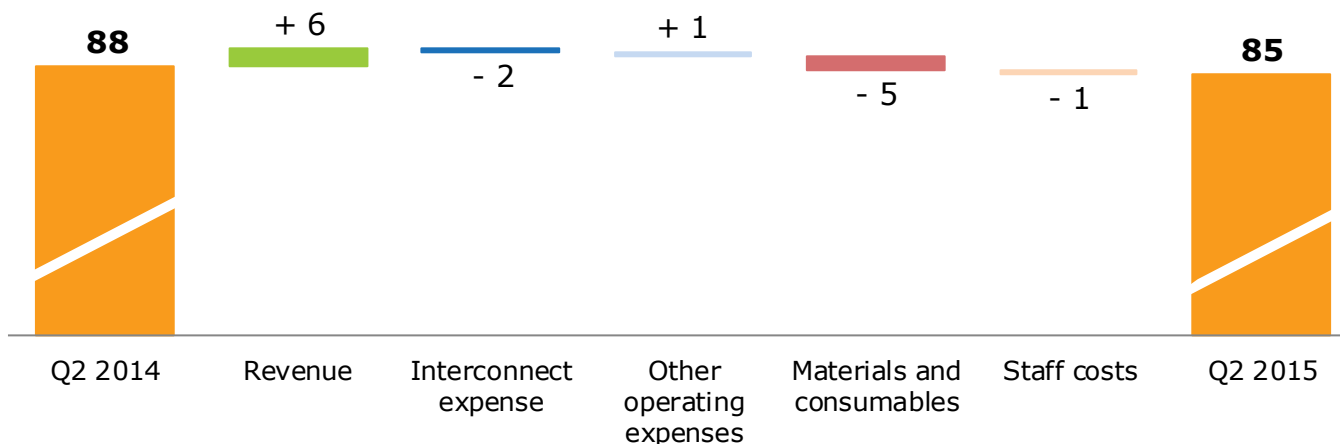 88
+ 6
- 2
+ 1
- 5
- 1
85
Q2 2014
Revenue
Interconnect
expense
Other
operating
expenses
Materials and
consumables
Staff costs
Q2 2015